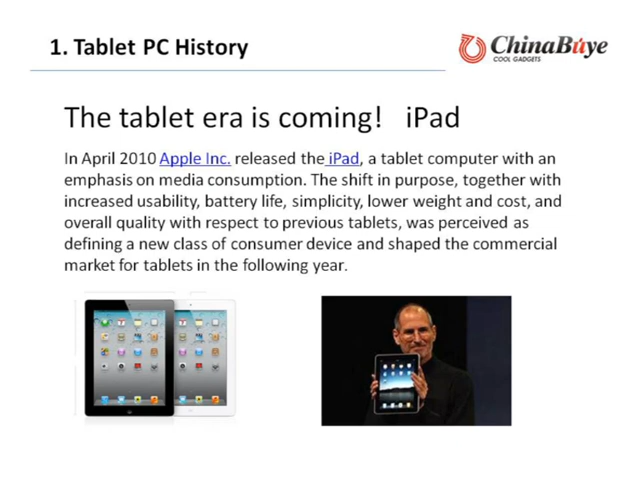 1. Tablet PC History
ChinaBuye
COOL GADGETS
The tablet era is coming! iPad
In April 2010 Apple Inc. released the iPad, a tablet computer with an
emphasis on media consumption. The shift in purpose, together with
increased usability, battery life, simplicity, lower weight and cost, and
overall quality with respect to previous tablets, was perceived as
defining a new class of consumer device and shaped the commercial
market for tablets in the following year.